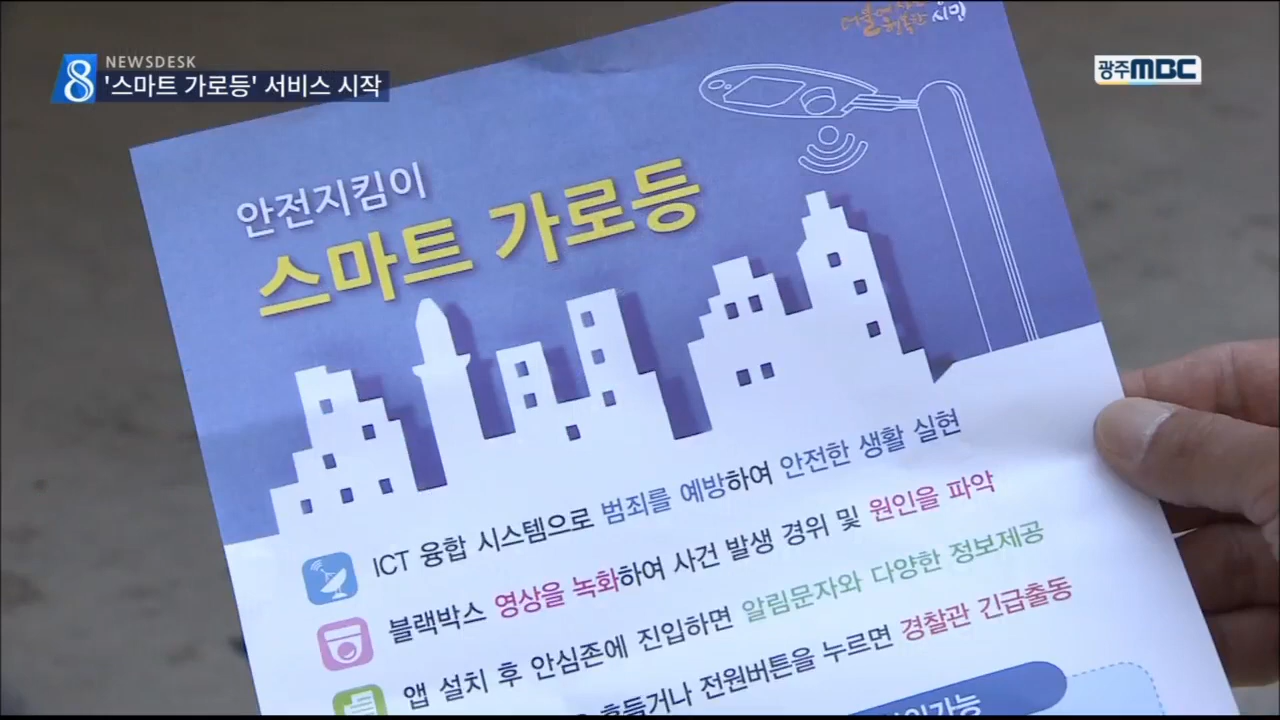 NEWSDESK
8 '스마트 가로등' 서비스 시작
광주MBC
시민
안전지킴이
스마트 가로등
ICT 융합 시스템으로 범죄를 예방하여 안전한 생활 실현
블랙박스 영상을 녹화하여 사건 발생 경위 및 원인을 파악
앱 설치 후 안심존에 진입하면 알림문자와 다양한 정보제공
흔들거나 전원버튼을 누르면 경찰관 긴급출동